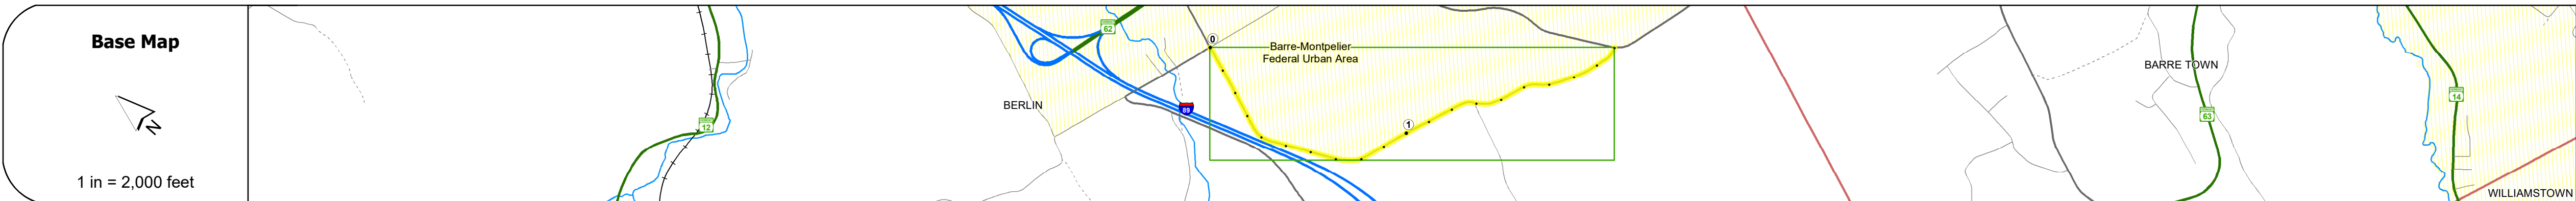 Base Map
N
1 in = 2,000 feet
12
62
BERLIN
89
0
Barre-Montpelier
Federal Urban Area
1
BARRE TOWN
63
14
WILLIAMSTOWN